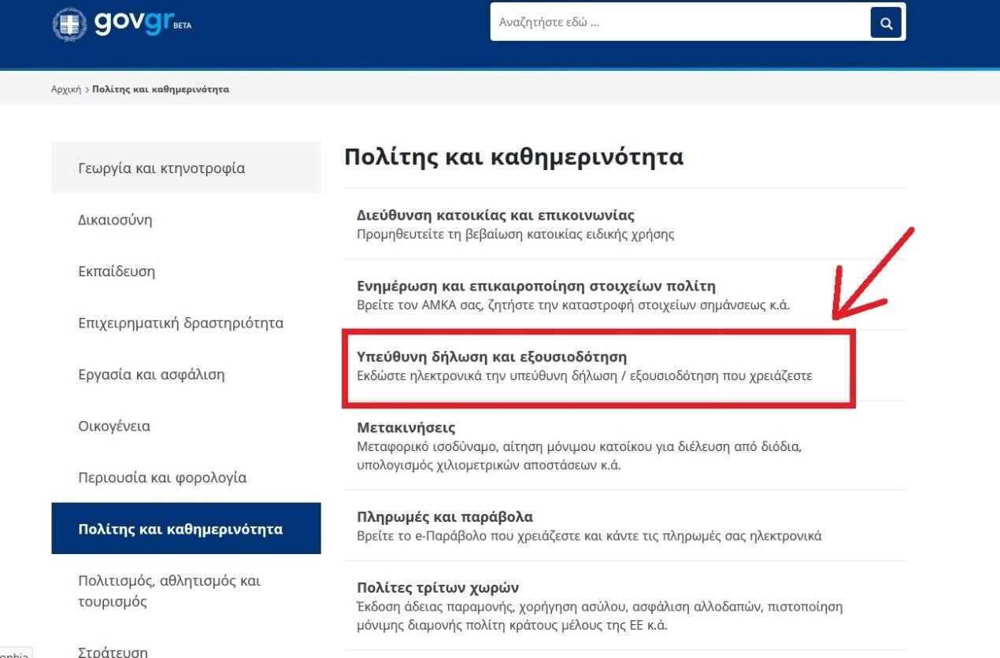 govgr BETA
Αναζητήστε εδώ ...
Αρχική > Πολίτης και καθημερινότητα
Γεωργία και κτηνοτροφία
Δικαιοσύνη
Εκπαίδευση
Επιχειρηματική δραστηριότητα
Εργασία και ασφάλιση
Οικογένεια
Περιουσία και φορολογία
Πολίτης και καθημερινότητα
Πολιτισμός, αθλητισμός και
τουρισμός
Στράτευση
Πολίτης και καθημερινότητα
Διεύθυνση κατοικίας και επικοινωνίας
Προμηθευτείτε τη βεβαίωση κατοικίας ειδικής χρήσης
Ενημέρωση και επικαιροποίηση στοιχείων πολίτη
Βρείτε τον ΑΜΚΑ σας, ζητήστε την καταστροφή στοιχείων σημάνσεως κ.ά.
Υπεύθυνη δήλωση και εξουσιοδότηση
Εκδώστε ηλεκτρονικά την υπεύθυνη δήλωση / εξουσιοδότηση που χρειάζεστε
Μετακινήσεις
Μεταφορικό ισοδύναμο, αίτηση μόνιμου κατοίκου για διέλευση από διόδια,
υπολογισμός χιλιομετρικών αποστάσεων κ.ά.
Πληρωμές και παράβολα
Βρείτε το e-Παράβολο που χρειάζεστε και κάντε τις πληρωμές σας ηλεκτρονικά
Πολίτες τρίτων χωρών
Έκδοση άδειας παραμονής, χορήγηση ασύλου, ασφάλιση αλλοδαπών, πιστοποίηση
μόνιμης διαμονής πολίτη κράτους μέλους της ΕΕ κ.ά.